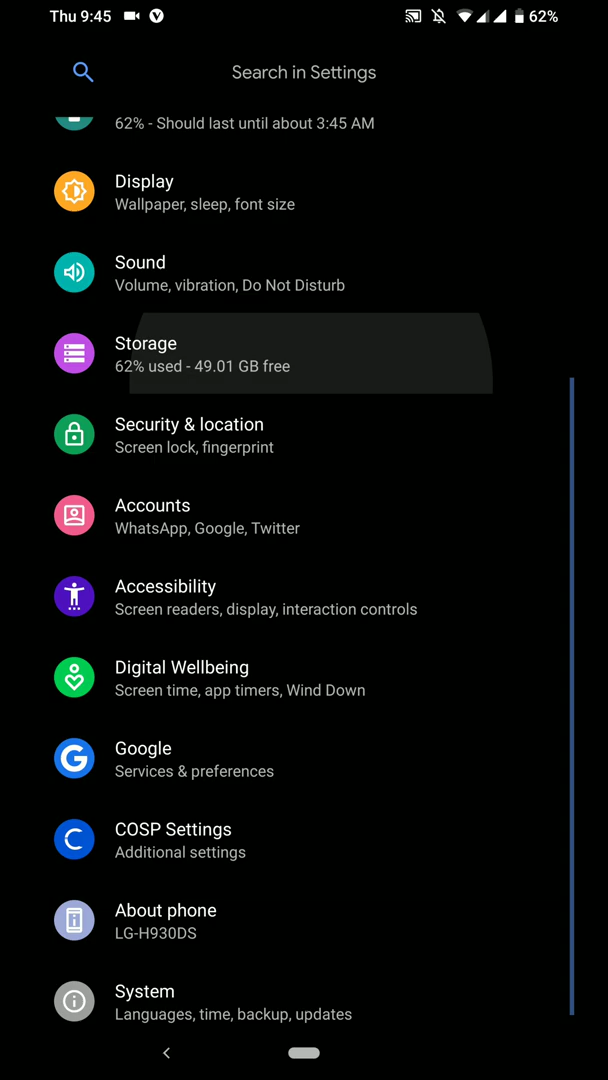 Thu 9:45
62%
Search in Settings
62% - Should last until about 3:45 AM
Display
Wallpaper, sleep, font size
Sound
Volume, vibration, Do Not Disturb
Storage
62% used - 49.01 GB free
Security & location
Screen lock, fingerprint
Accounts
WhatsApp, Google, Twitter
Accessibility
Screen readers, display, interaction controls
Digital Wellbeing
Screen time, app timers, Wind Down
Google
Services & preferences
COSP Settings
Additional settings
About phone
LG-H930DS
System
Languages, time, backup, updates